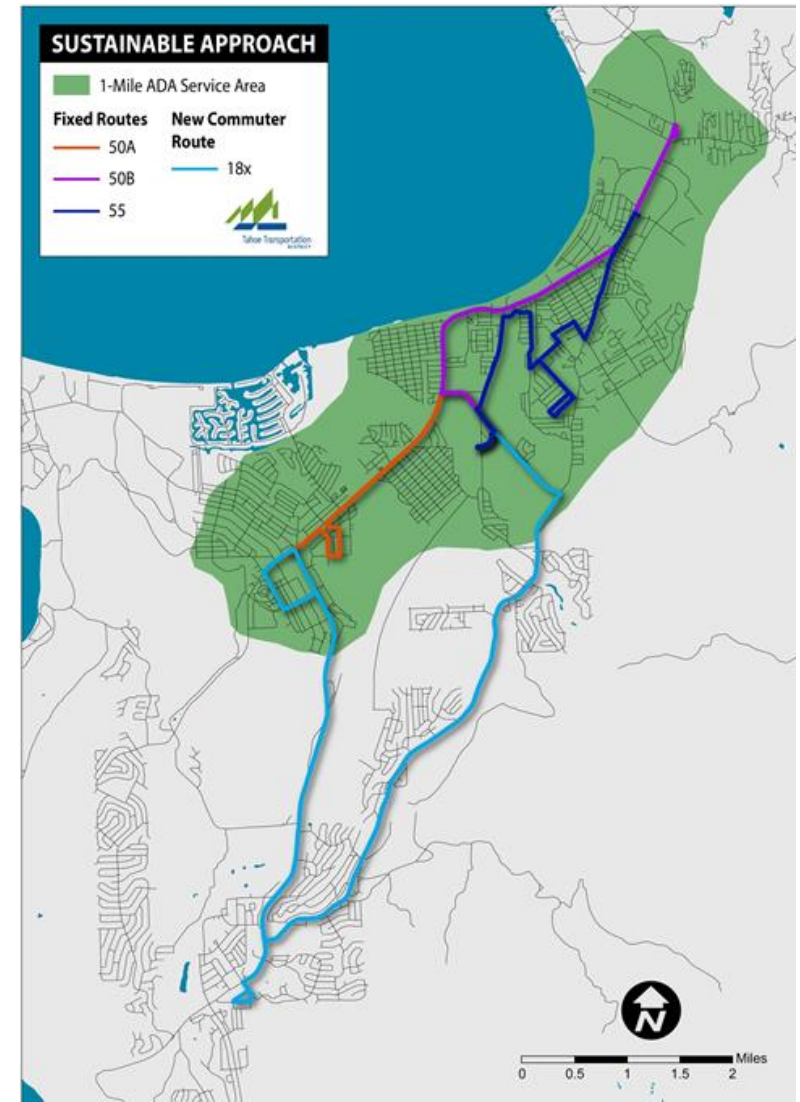 SUSTAINABLE APPROACH
1-Mile ADA Service Area
Fixed Routes
50A
50B
55
New Commuter
Route
18x
Tahoe Transportation
DISTRICT
N
Miles
0 0.5 1 1.5 2